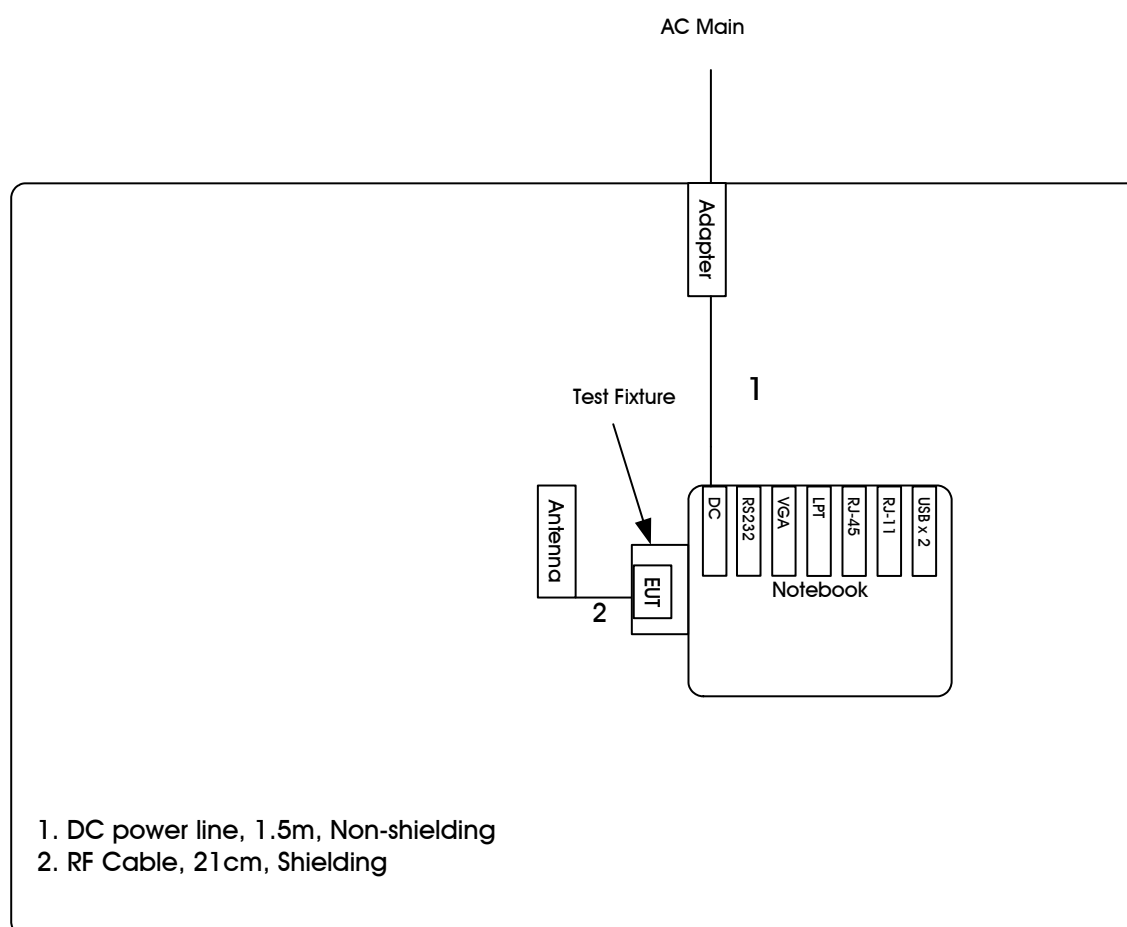 AC Main
Adapter
1
Test Fixture
Antenna
2
EUT
DC
RS232
VGA
LPT
RJ-45
RJ-11
USB x 2
Notebook
1. DC power line, 1.5m, Non-shielding
2. RF Cable, 21cm, Shielding